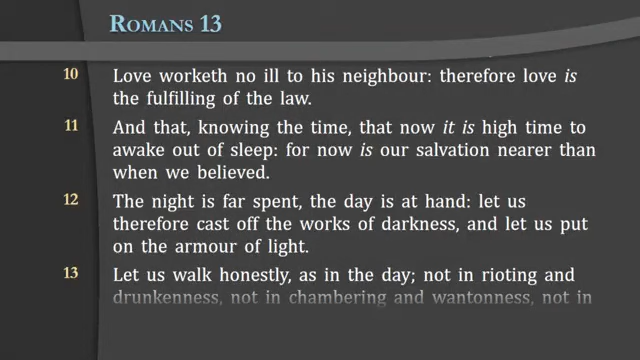 ROMANS 13
10 Love worketh no ill to his neighbour: therefore love is
the fulfilling of the law.
11 And that, knowing the time, that now it is high time to
awake out of sleep: for now is our salvation nearer than
when we believed.
12 The night is far spent, the day is at hand: let us
therefore cast off the works of darkness, and let us put
on the armour of light.
13 Let us walk honestly, as in the day; not in rioting and
drunkenness, not in chambering and wantonness, not in